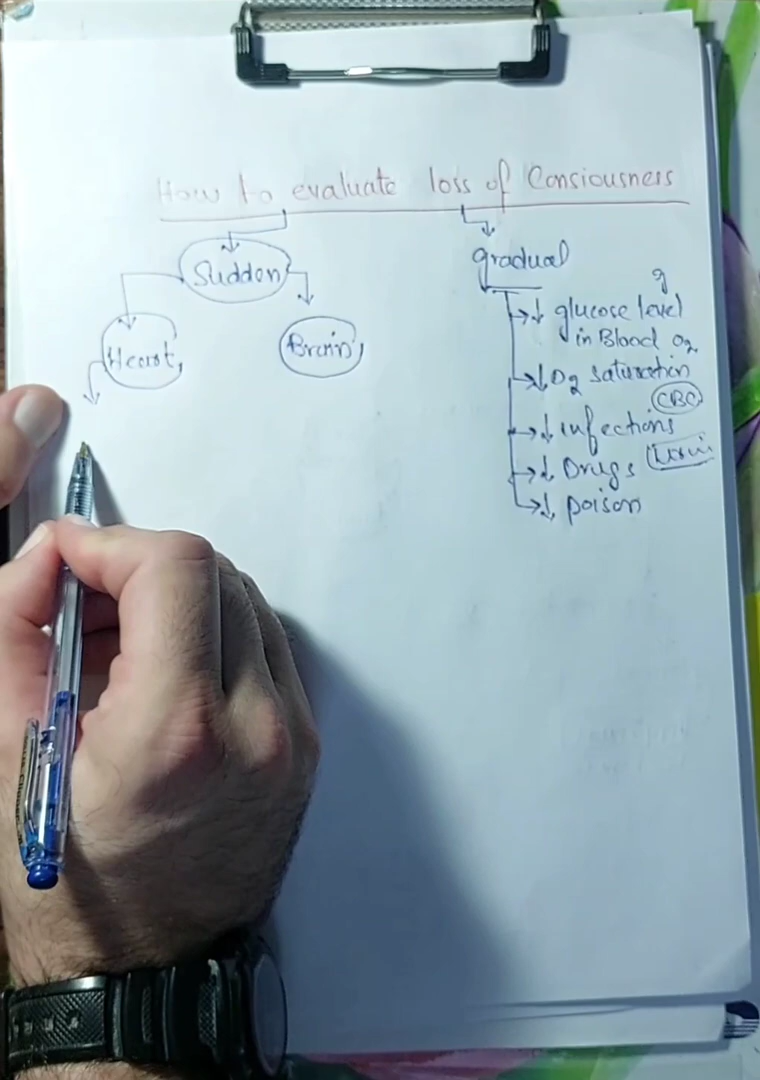 How to evaluate loss of Consiousness
Sudden
Heart,
Brain,
gradual
g
↓ glucose level
in Blood O2
↓ O2 saturation
CBC
↓ infections
↓ Drugs
↓ poison